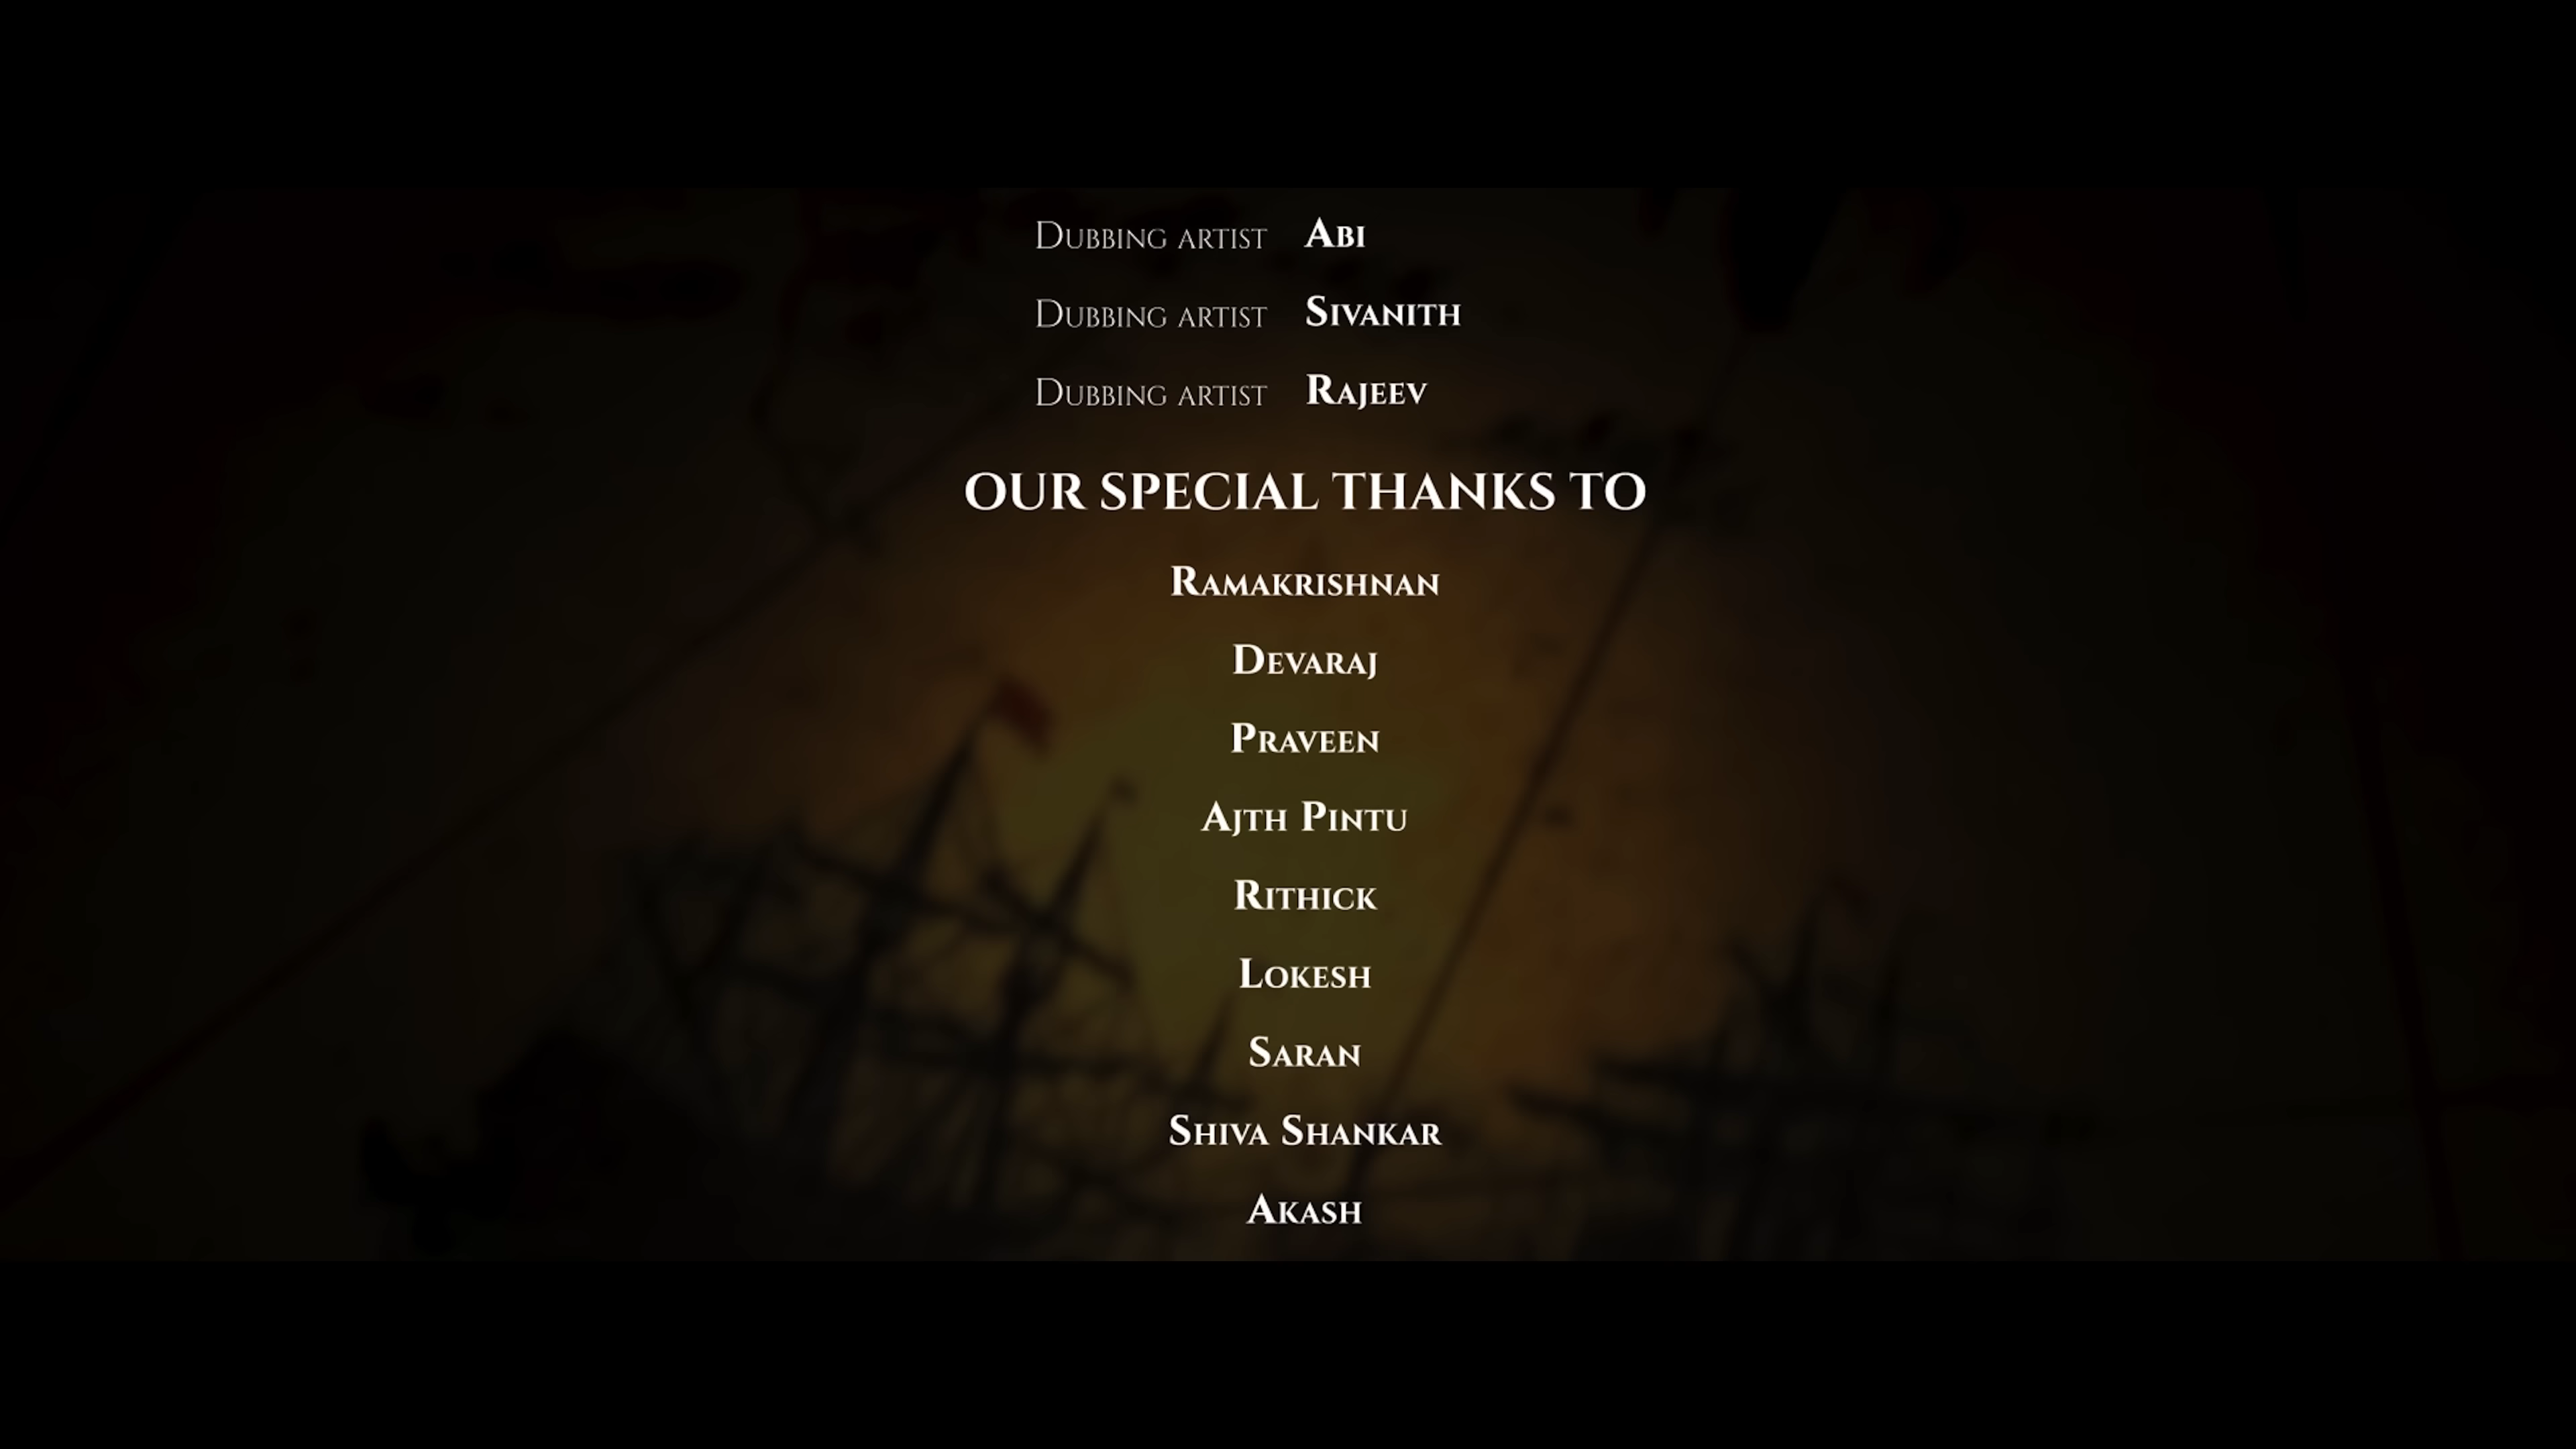 Dubbing artist Abi
Dubbing artist Sivanith
Dubbing artist Rajeev
OUR SPECIAL THANKS TO
Ramakrishnan
Devaraj
Praveen
Ajth Pintu
Rithick
Lokesh
Saran
Shiva Shankar
Akash